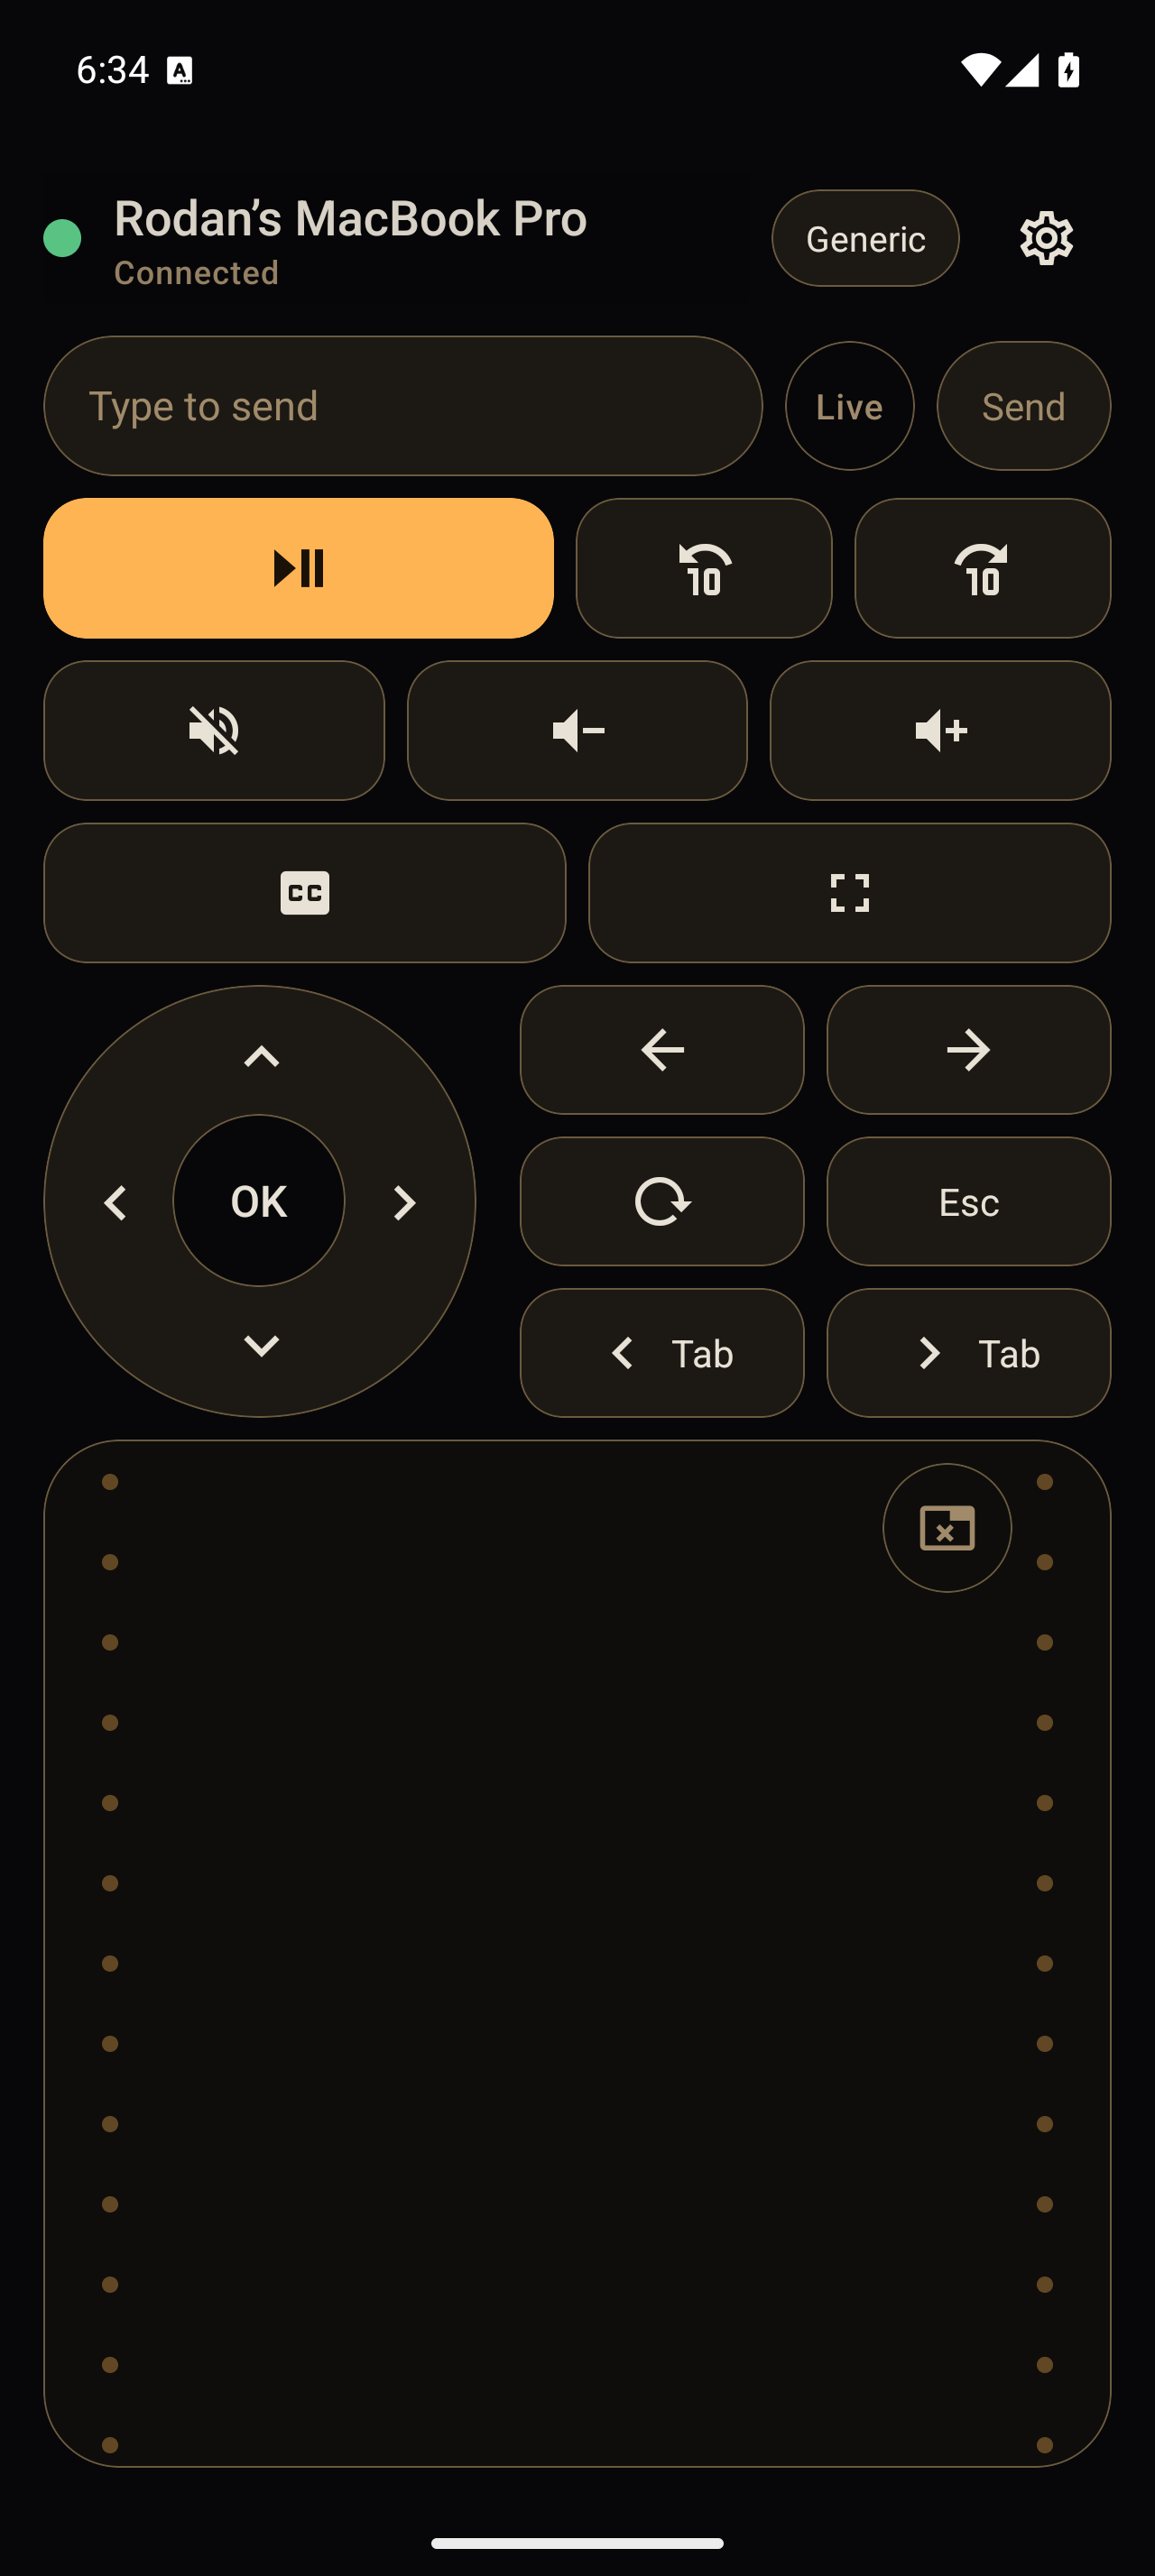 6:34
Rodan’s MacBook Pro
Connected
Generic
Type to send
Live
Send
10
10
CC
OK
Esc
Tab
Tab